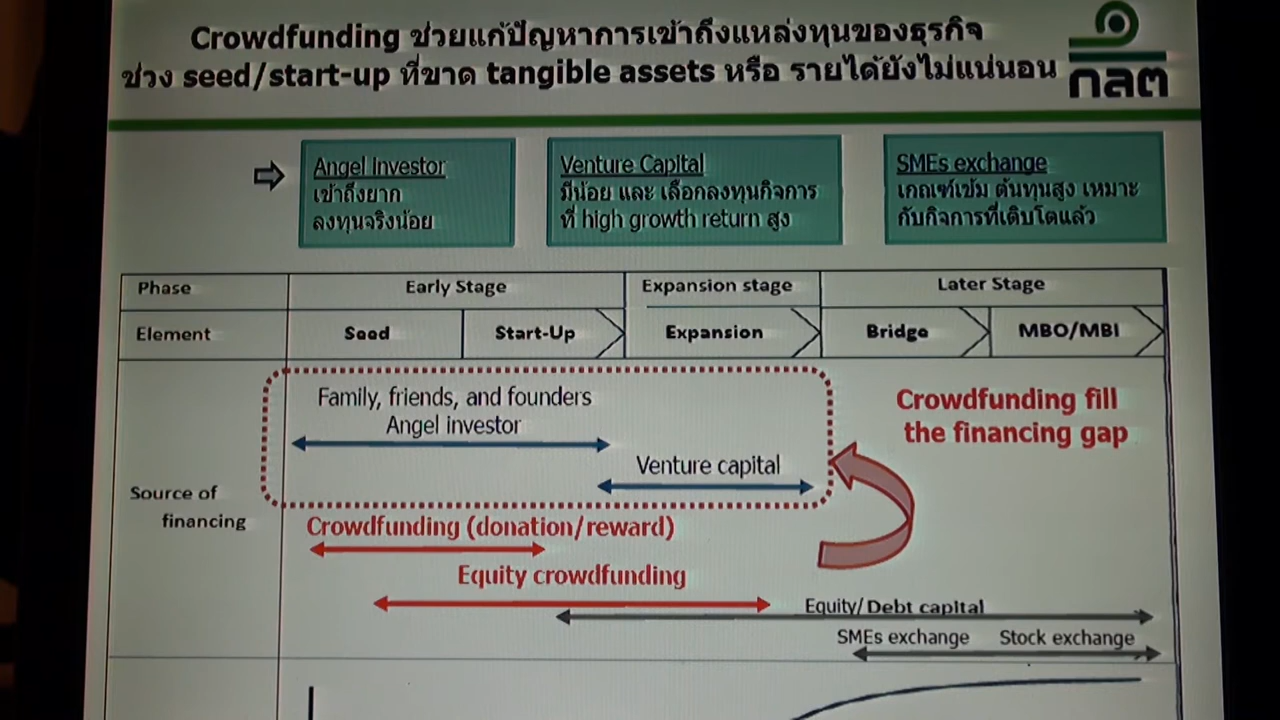 Crowdfunding ช่วยแก้ปัญหาการเข้าถึงแหล่งทุนของธุรกิจ
ช่วง seed/start-up ที่ขาด tangible assets หรือ รายได้ยังไม่แน่นอน
กลต
Angel investor
เข้าถึงยาก
ลงทุนจริงน้อย
Venture Capital
มีน้อย และ เลือกลงทุนกิจการ
ที่ high growth return สูง
SMEs exchange
เกณฑ์เข้ม ต้นทุนสูง เหมาะ
กับกิจการที่เติบโตแล้ว
Phase
Early Stage
Expansion stage
Later Stage
Element
Seed
Start-Up
Expansion
Bridge
MBO/MBI
Source of
financing
Family, friends, and founders
Angel investor
Venture capital
Crowdfunding fill
the financing gap
Crowdfunding (donation/reward)
Equity crowdfunding
Equity/Debt capital
SMEs exchange
Stock exchange